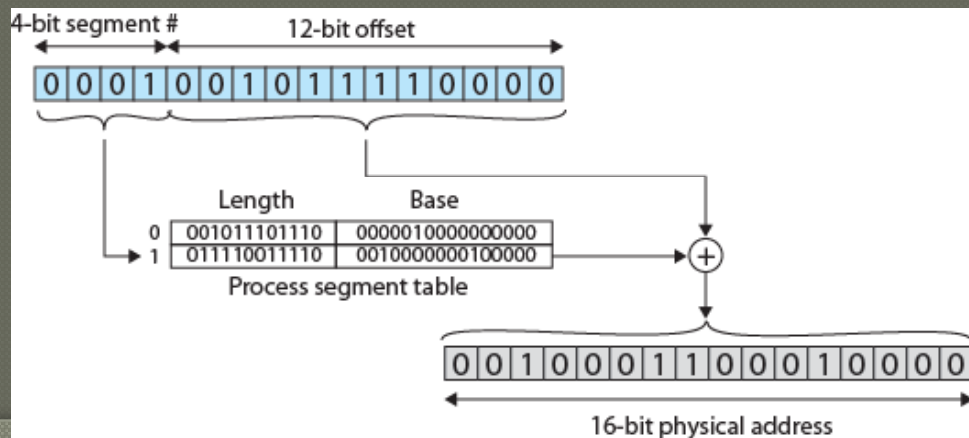 4-bit segment #
12-bit offset
0 0 0 1 0 0 1 0 1 1 1 1 0 0 0 0
Length Base
0 001011101110 0000010000000000
1 011110011110 0010000000100000
Process segment table
+
0 0 1 0 0 0 1 1 0 0 0 1 0 0 0 0
16-bit physical address